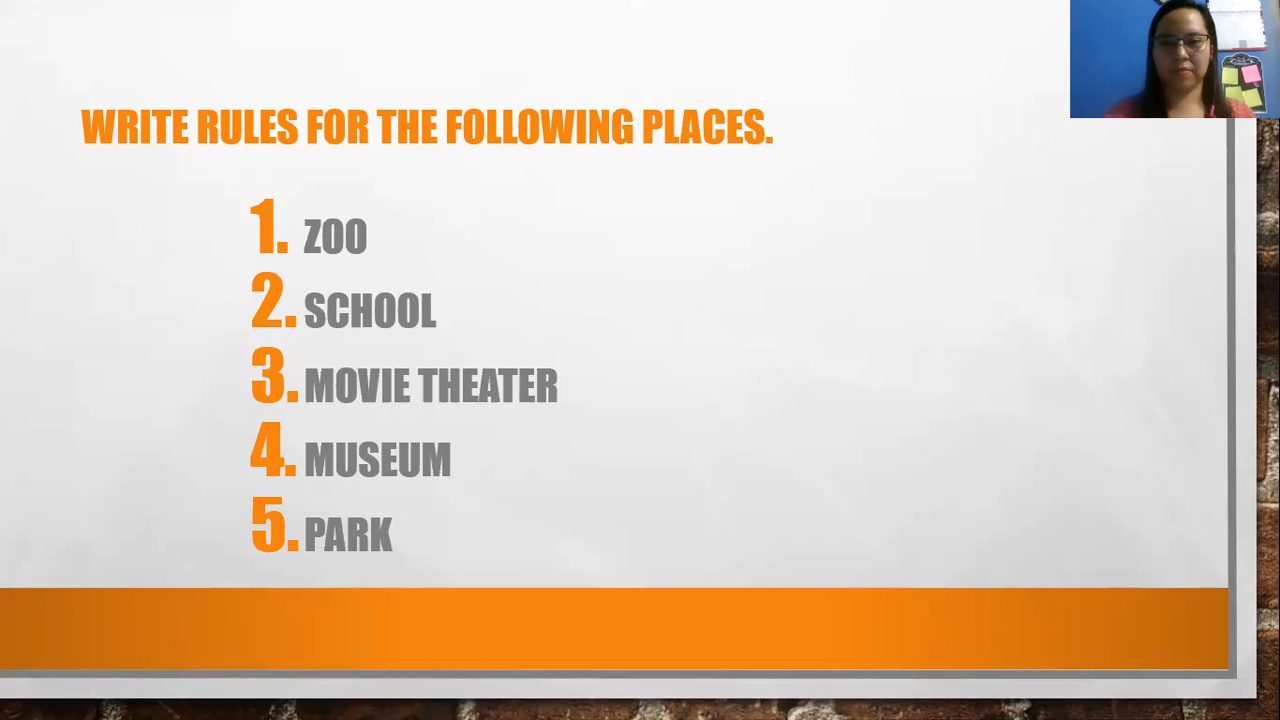 WRITE RULES FOR THE FOLLOWING PLACES.
1. ZOO
2. SCHOOL
3. MOVIE THEATER
4. MUSEUM
5. PARK